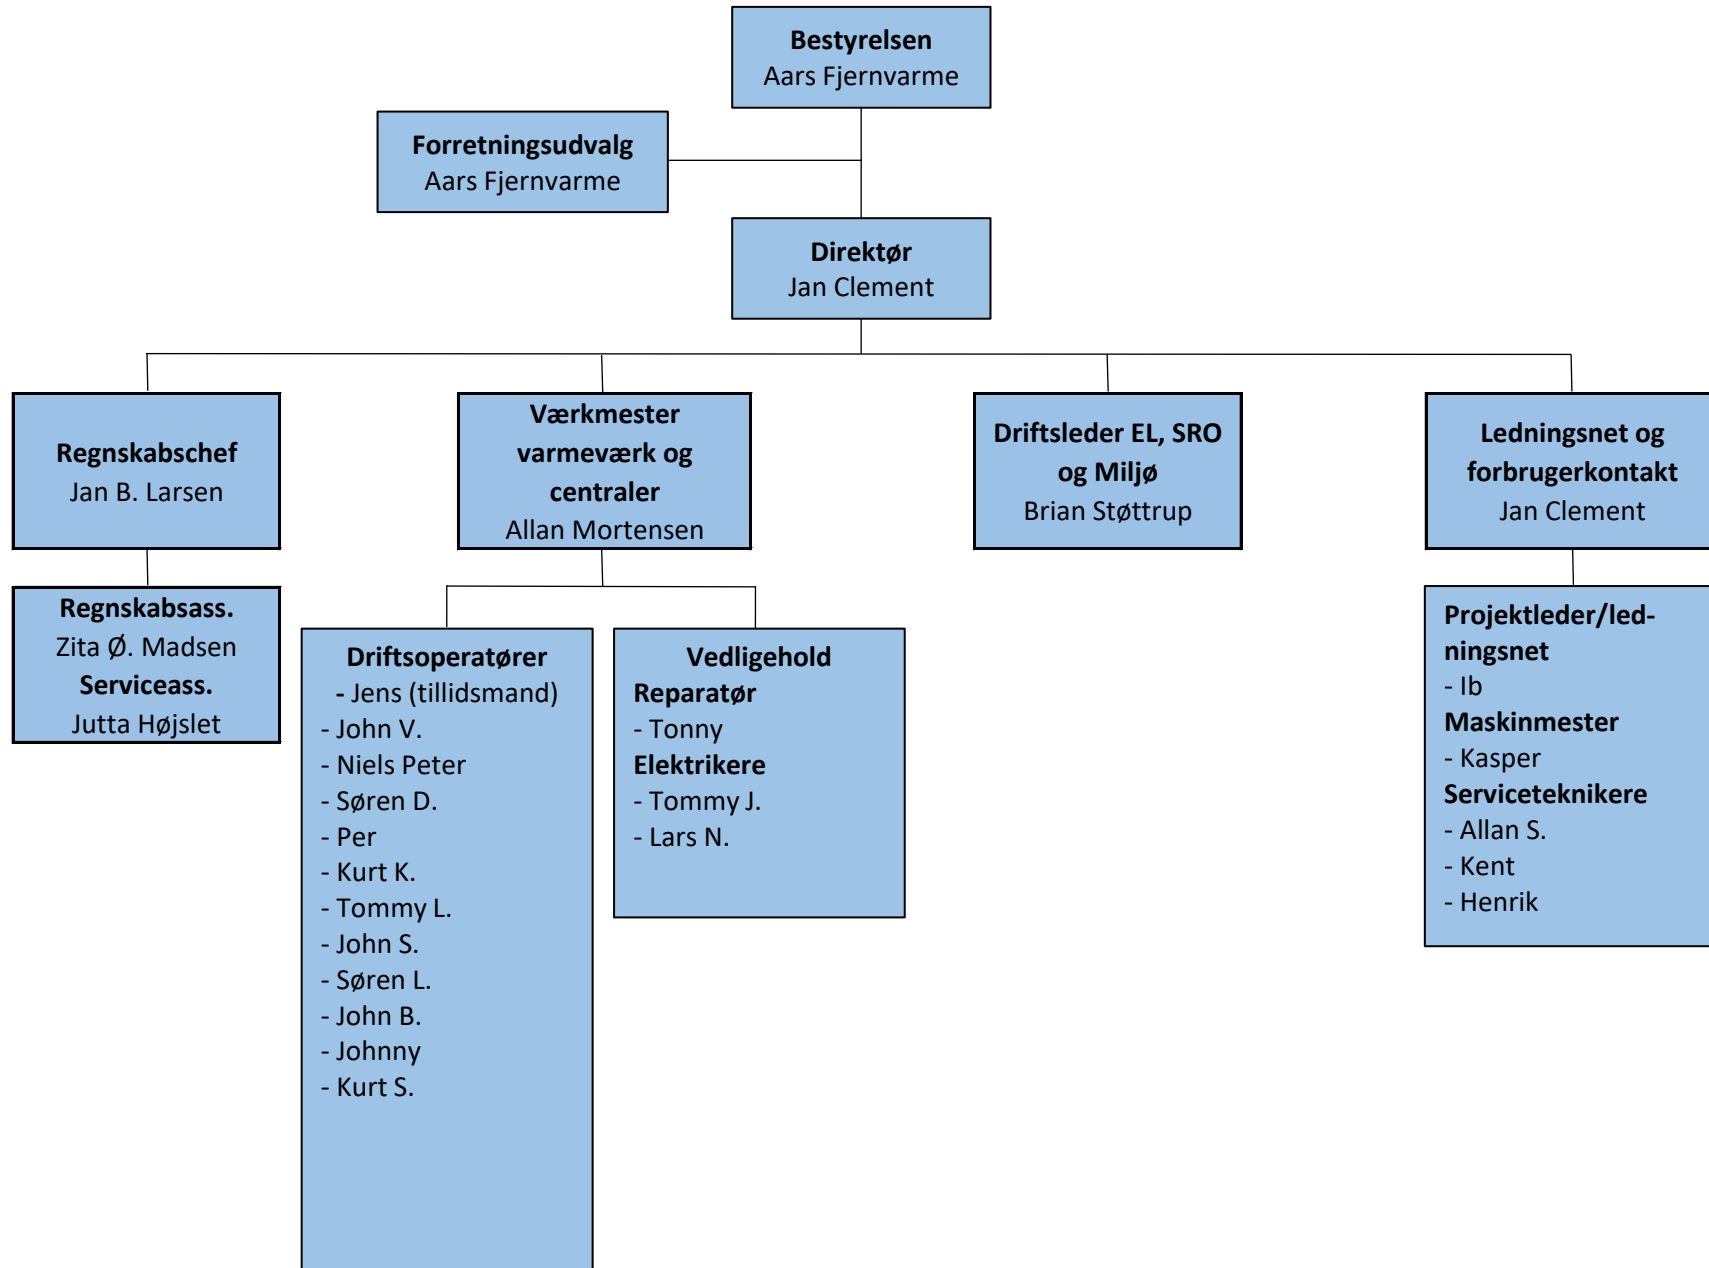 Bestyrelsen
Aars Fjernvarme
Forretningsudvalg
Aars Fjernvarme
Direktør
Jan Clement
Regnskabschef
Jan B. Larsen
Værkmester
varmeværk og
centraler
Allan Mortensen
Driftsleder EL, SRO
og Miljø
Brian Støttrup
Ledningsnet og
forbrugerkontakt
Jan Clement
Regnskabsass.
Zita Ø. Madsen
Serviceass.
Jutta Højslet
Driftsoperatører
- Jens (tillidsmand)
- John V.
- Niels Peter
- Søren D.
- Per
- Kurt K.
- Tommy L.
- John S.
- Søren L.
- John B.
- Johnny
- Kurt S.
Vedligehold
Reparatør
- Tonny
Elektrikere
- Tommy J.
- Lars N.
Projektleder/led-
ningsnet
- Ib
Maskinmester
- Kasper
Serviceteknikere
- Allan S.
- Kent
- Henrik